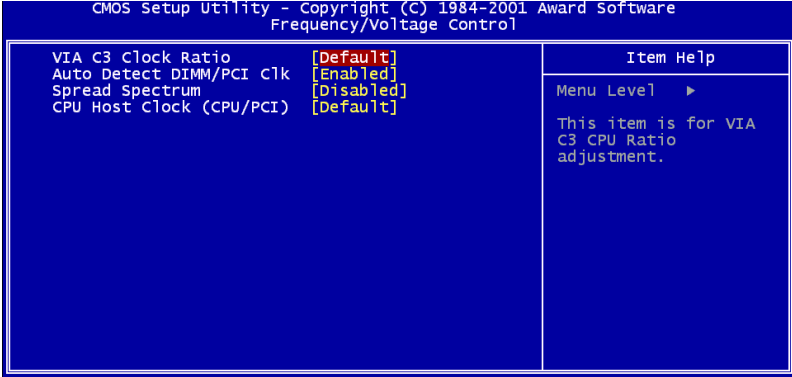 CMOS Setup Utility – Copyright (C) 1984–2001 Award Software
Frequency/Voltage Control
VIA C3 Clock Ratio [Default]
Auto Detect DIMM/PCI Clk [Enabled]
Spread Spectrum [Disabled]
CPU Host Clock (CPU/PCI) [Default]
Item Help
Menu Level ▶
This item is for VIA
C3 CPU Ratio
adjustment.